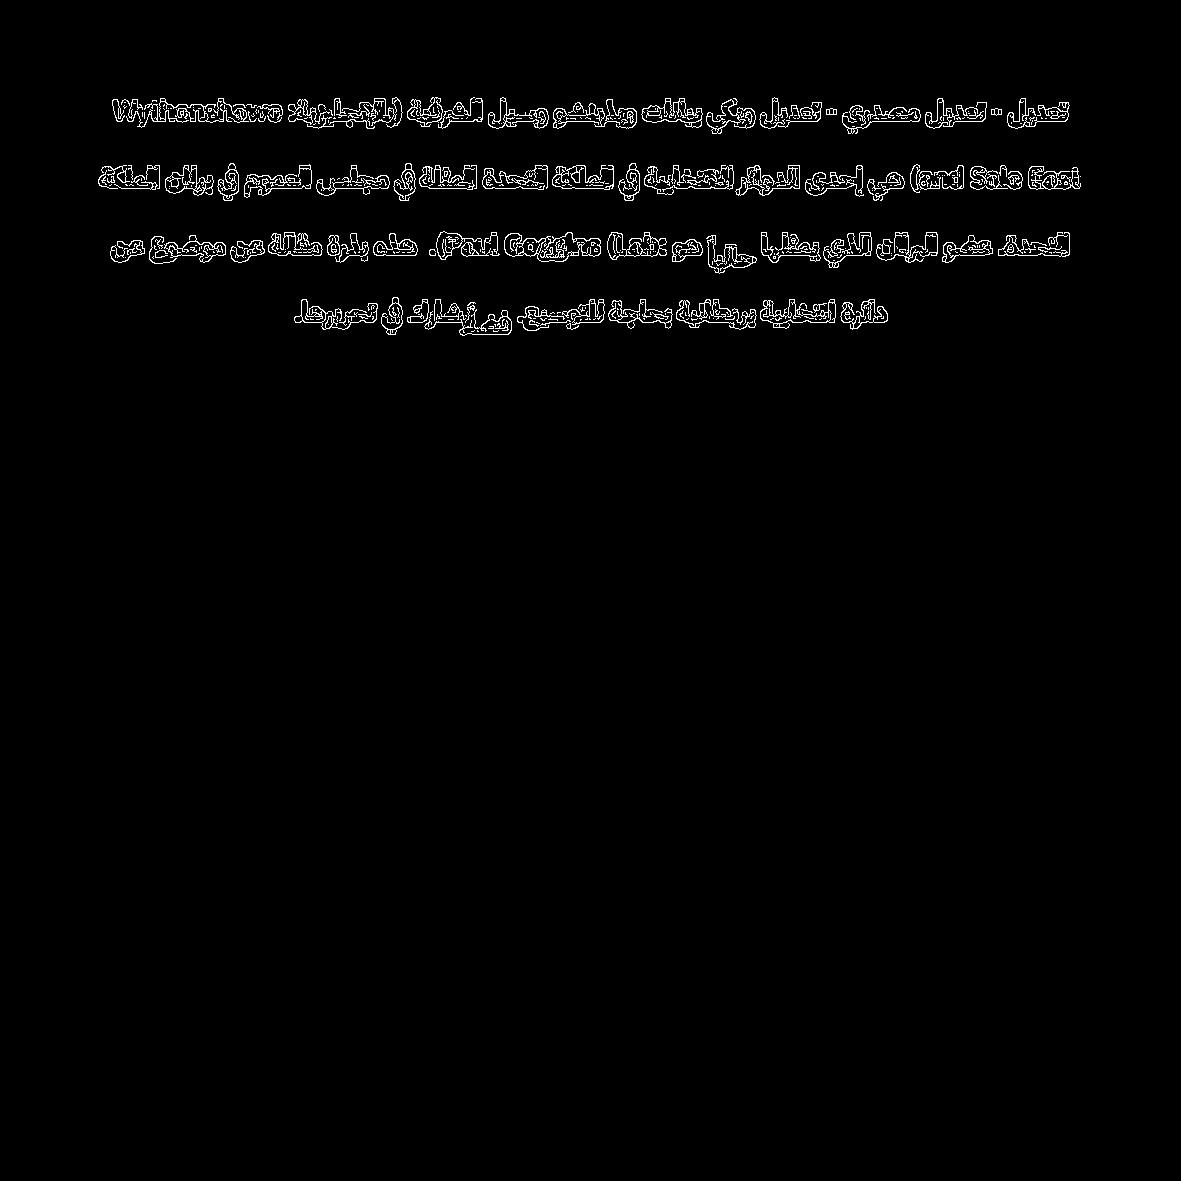 تعديل - تعديل مصدري - تعديل ويكي بيانات ويذينشو وسيل الشرقية (بالإنجليزية: Wythenshawe
and Sale East) هي إحدى الدوائر الانتخابية في المملكة المتحدة الممثلة في مجلس العموم في برلمان المملكة
المتحدة. عضو البرلمان الذي يمثلها حالياً هو Paul Goggins (Lab:). هذه بذرة مقالة عن موضوع عن
دائرة انتخابية بريطانية بحاجة للتوسيع. فضلاً شارك في تحريرها.